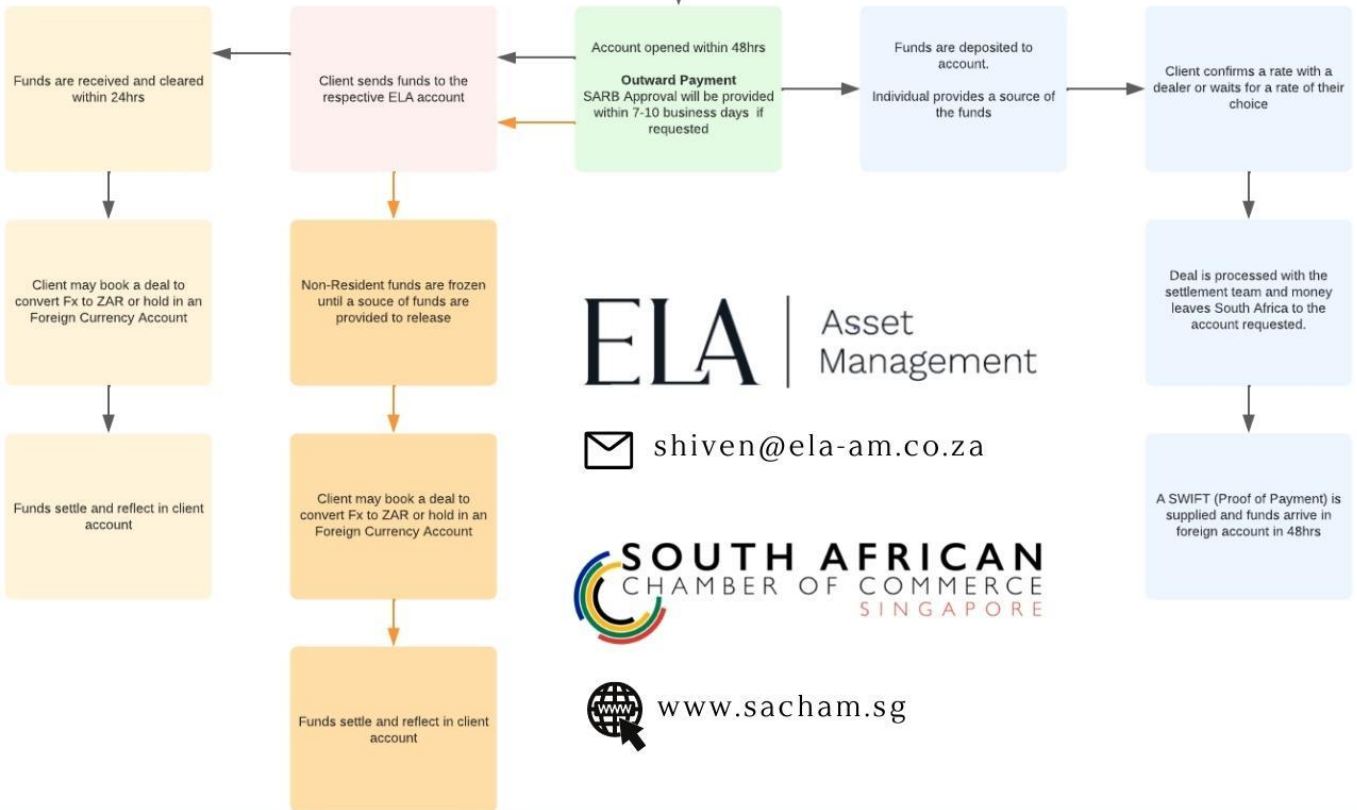 Funds are received and cleared
within 24hrs
Client sends funds to the
respective ELA account
Account opened within 48hrs
Outward Payment
SARB Approval will be provided
within 7-10 business days if
requested
Funds are deposited to
account.
Individual provides a source of
the funds
Client confirms a rate with a
dealer or waits for a rate of their
choice
Client may book a deal to
convert Fx to ZAR or hold in an
Foreign Currency Account
Non-Resident funds are frozen
until a souce of funds are
provided to release
Deal is processed with the
settlement team and money
leaves South Africa to the
account requested.
ELA
Asset
Management
shiven@ela-am.co.za
Funds settle and reflect in client
account
Client may book a deal to
convert Fx to ZAR or hold in an
Foreign Currency Account
A SWIFT (Proof of Payment) is
supplied and funds arrive in
foreign account in 48hrs
SOUTH AFRICAN
CHAMBER OF COMMERCE
SINGAPORE
Funds settle and reflect in client
account
www
www.sacham.sg